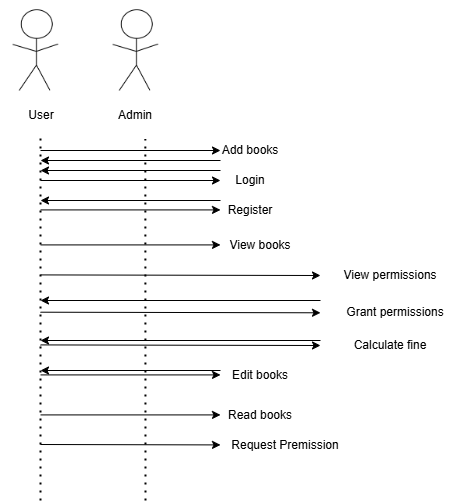 User Admin
Add books
Login
Register
View books
View permissions
Grant permissions
Calculate fine
Edit books
Read books
Request Premission